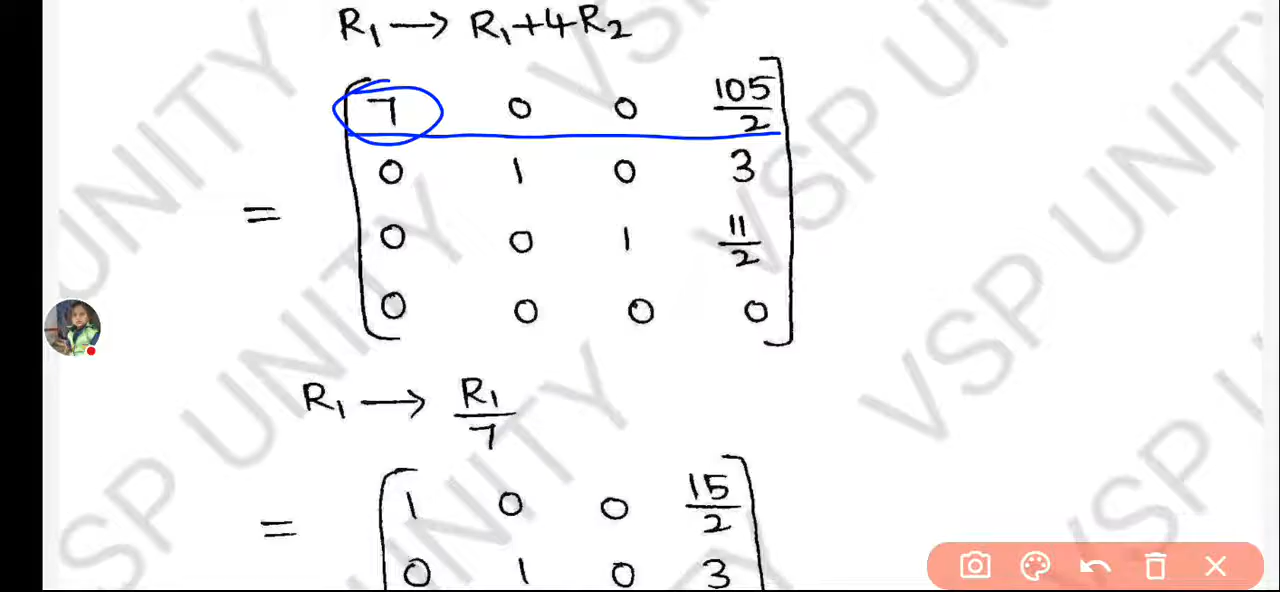 R₁ → R₁+4R₂
7 0 0 105/2
0 1 0 3
= 0 0 1 11/2
0 0 0 0
R₁ → R₁/7
= 1 0 0 15/2
0 1 0 3
VSP UNITY